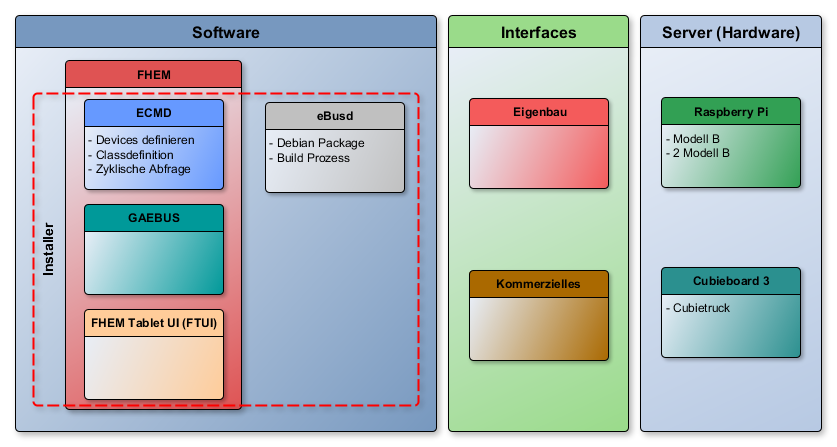 Software
FHEM
Installer
ECMD
- Devices definieren
- Classdefinition
- Zyklische Abfrage
GAEBUS
FHEM Tablet UI (FTUI)
eBusd
- Debian Package
- Build Prozess
Interfaces
Eigenbau
Kommerzielles
Server (Hardware)
Raspberry Pi
- Modell B
- 2 Modell B
Cubieboard 3
- Cubietruck